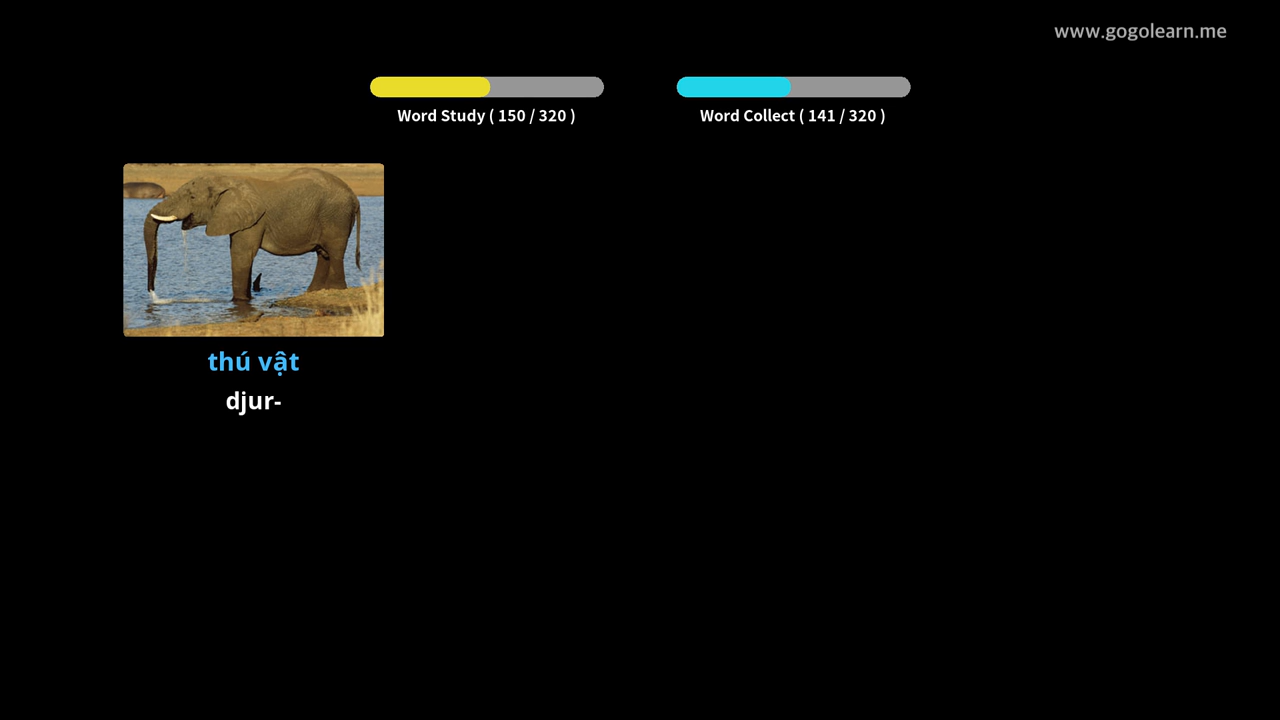 www.gogolearn.me
Word Study ( 150 / 320 )
Word Collect ( 141 / 320 )
thú vật
djur-